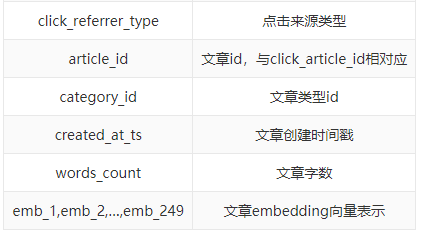 click_referrer_type 点击来源类型
article_id 文章id，与click_article_id相对应
category_id 文章类型id
created_at_ts 文章创建时间戳
words_count 文章字数
emb_1,emb_2,...,emb_249 文章embedding向量表示